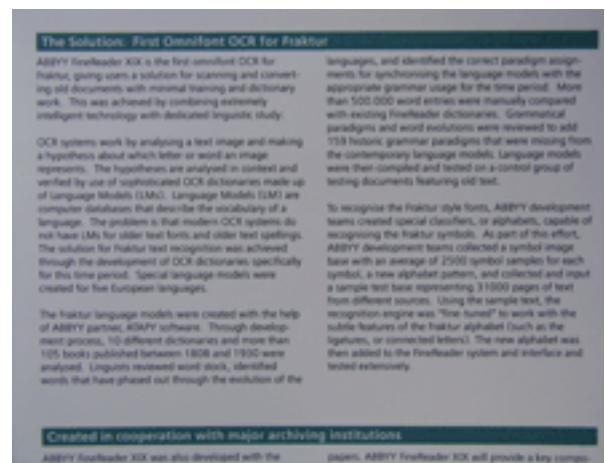 The Solution: First Omnifont OCR for Fraktur
ABBYY FineReader XIX is the first omnifont OCR for
Fraktur, giving users a solution for scanning and convert-
ing old documents with minimal training and dictionary
work. This was achieved by combining extremely
intelligent technology with dedicated linguistic study.
OCR systems work by analysing a text image and making
a hypothesis about which letter or word an image
represents. The hypotheses are analysed in context and
verified by use of sophisticated OCR dictionaries made up
of Language Models (LMs). Language Models (LM) are
computer databases that describe the vocabulary of a
language. The problem is that modern OCR systems do
not have LMs for older text fonts and older text spellings.
The solution for Fraktur text recognition was achieved
through the development of OCR dictionaries specifically
for this time period. Special language models were
created for five European languages.
The Fraktur language models were created with the help
of ABBYY partner, ATAPY software. Through develop-
ment process, 10 different dictionaries and more than
105 books published between 1808 and 1930 were
analysed. Linguists reviewed word stock, identified
words that have phased out through the evolution of the
languages, and identified the correct paradigm assign-
ments for synchronising the language models with the
appropriate grammar usage for the time period. More
than 500.000 word entries were manually compared
with existing FineReader dictionaries. Grammatical
paradigms and word evolutions were reviewed to add
159 historic grammar paradigms that were missing from
the contemporary language models. Language models
were then compiled and tested on a control group of
testing documents featuring old text.
To recognise the Fraktur style fonts, ABBYY development
teams created special classifiers, or alphabets, capable of
recognising the Fraktur symbols. As part of this effort,
ABBYY development teams collected a symbol image
base with an average of 2500 symbol samples for each
symbol, a new alphabet pattern, and collected and input
a sample test base representing 31000 pages of text
from different sources. Using the sample text, the
recognition engine was "fine tuned" to work with the
subtle features of the Fraktur alphabet (such as the
ligatures, or connected letters). The new alphabet was
then added to the FineReader system and interface and
tested extensively.
Created in cooperation with major archiving institutions
ABBYY FineReader XIX was also developed with the
papers. ABBYY FineReader XIX will provide a key compo-